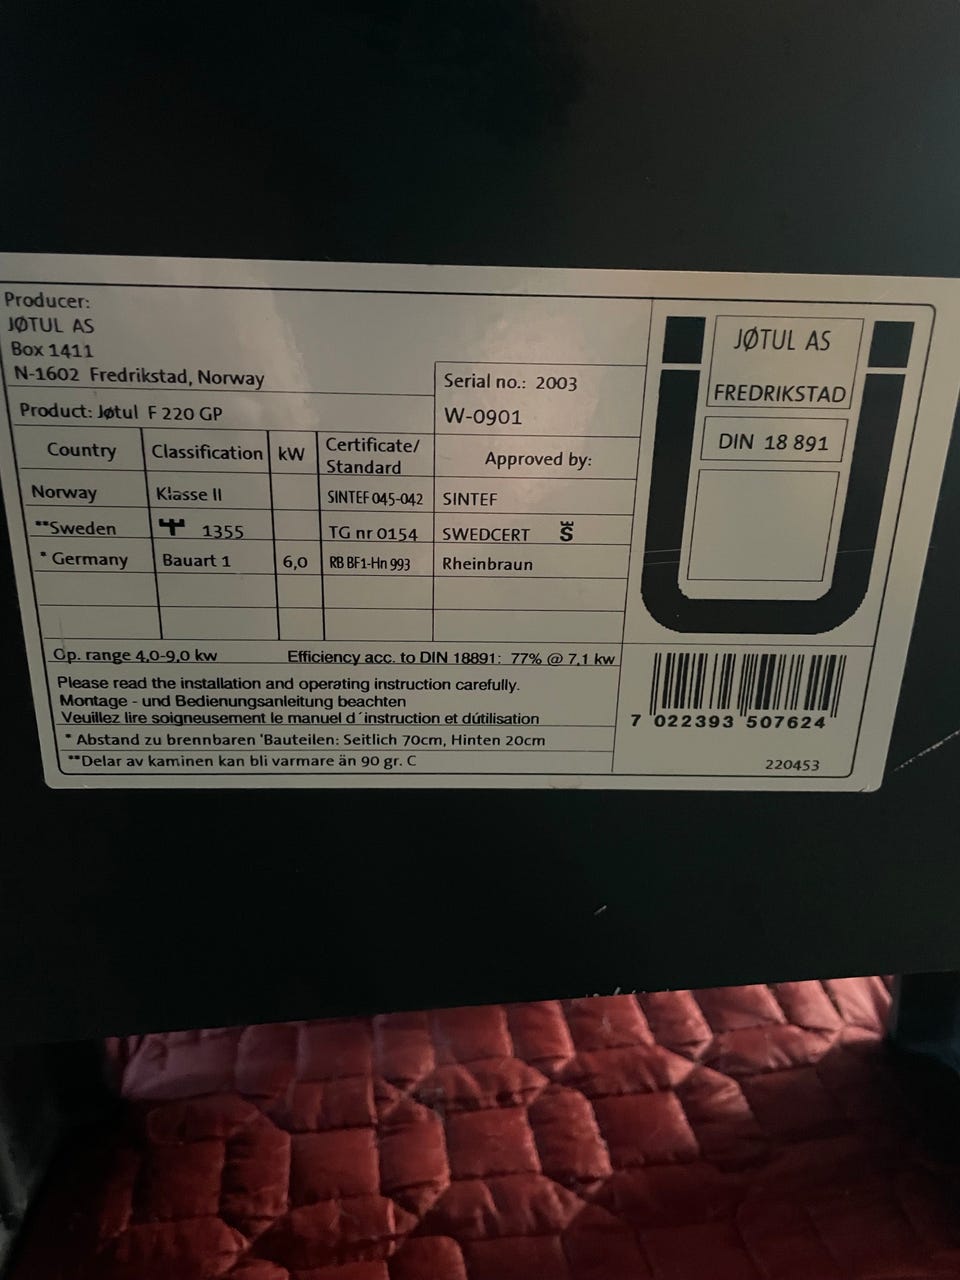 Producer:
JØTUL AS
Box 1411
N-1602 Fredrikstad, Norway
Product: Jøtul F 220 GP
Serial no.: 2003
W-0901
Country Classification kW Certificate/ Standard Approved by:
Norway Klasse II SINTEF 045-042 SINTEF
**Sweden 1355 TG nr 0154 SWEDCERT S
* Germany Bauart 1 6,0 RB BF1-Hn 993 Rheinbraun
Op. range 4,0-9,0 kw Efficiency acc. to DIN 18891: 77% @ 7,1 kw
Please read the installation and operating instruction carefully.
Montage - und Bedienungsanleitung beachten
Veuillez lire soigneusement le manuel d´instruction et dútilisation
* Abstand zu brennbaren 'Bauteilen: Seitlich 70cm, Hinten 20cm
**Delar av kaminen kan bli varmare än 90 gr. C
JØTUL AS
FREDRIKSTAD
DIN 18 891
7 022393 507624
220453